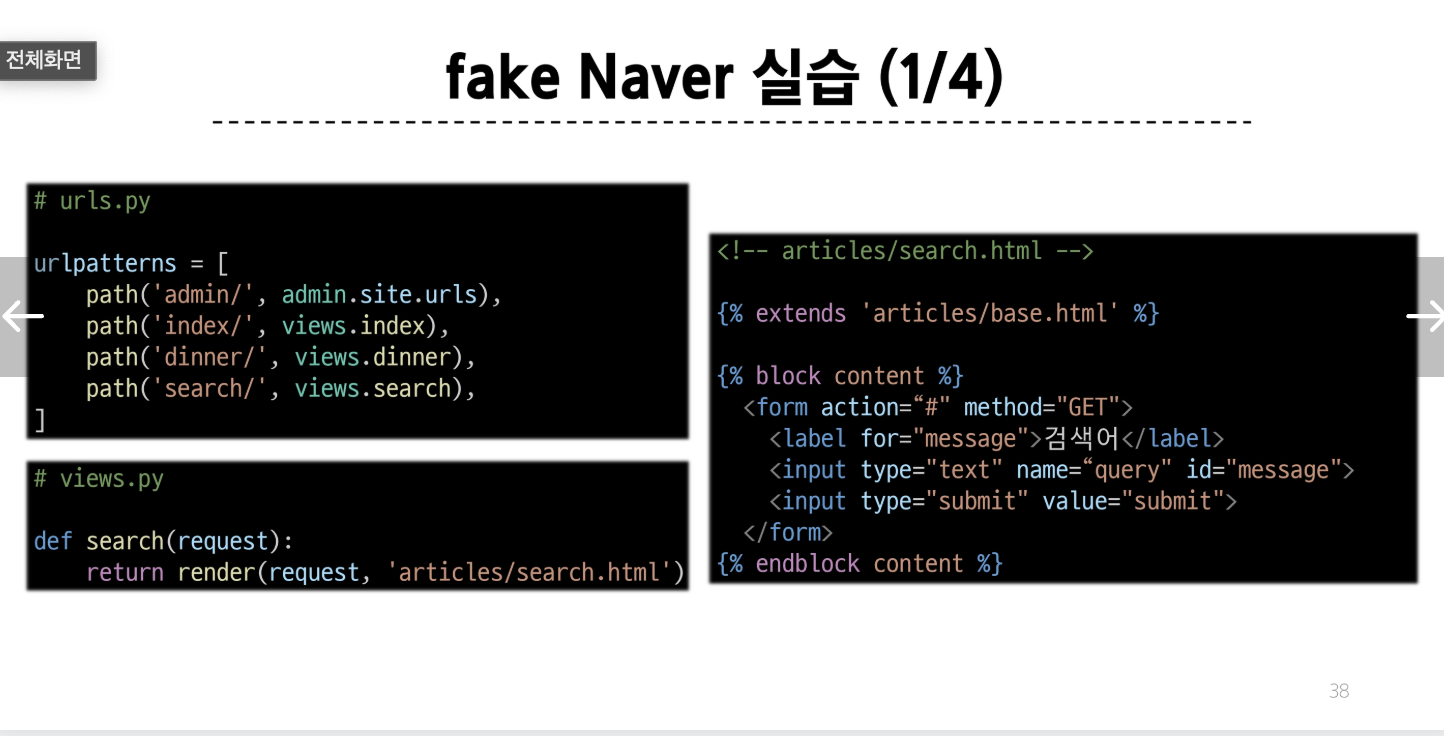 전체화면
fake Naver 실습 (1/4)
# urls.py
urlpatterns = [
    path('admin/', admin.site.urls),
    path('index/', views.index),
    path('dinner/', views.dinner),
    path('search/', views.search),
]
# views.py
def search(request):
    return render(request, 'articles/search.html')
<!-- articles/search.html -->
{% extends 'articles/base.html' %}
{% block content %}
  <form action=“#" method="GET">
    <label for="message">검색어</label>
    <input type="text" name=“query" id="message">
    <input type="submit" value="submit">
  </form>
{% endblock content %}
38